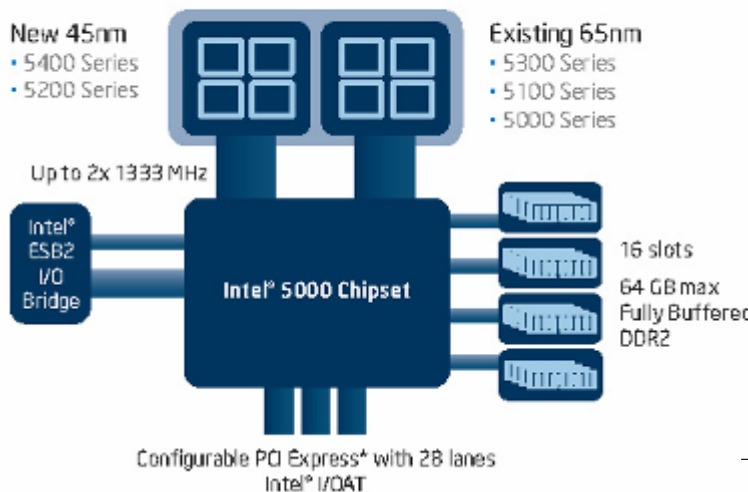 New 45nm
• 5400 Series
• 5200 Series
Existing 65nm
• 5300 Series
• 5100 Series
• 5000 Series
Up to 2x 1333 MHz
Intel®
ESB2
I/O
Bridge
Intel® 5000 Chipset
16 slots
64 GB max
Fully Buffered
DDR2
Configurable PCI Express* with 28 lanes
Intel® I/OAT